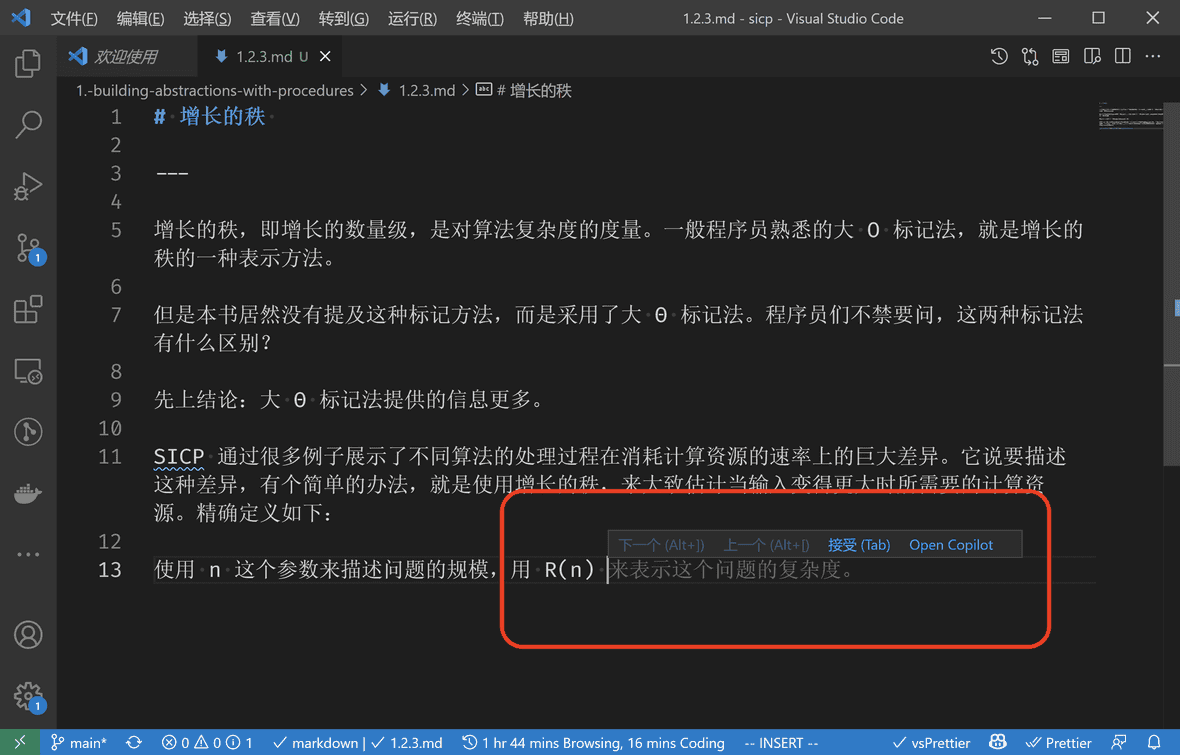 文件(F) 编辑(E) 选择(S) 查看(V) 转到(G) 运行(R) 终端(T) 帮助(H) 1.2.3.md - sicp - Visual Studio Code
欢迎使用 1.2.3.md U
1.-building-abstractions-with-procedures > 1.2.3.md > # 增长的秩
1 # 增长的秩
2
3 ---
4
5 增长的秩，即增长的数量级，是对算法复杂度的度量。一般程序员熟悉的大 O 标记法，就是增长的
秩的一种表示方法。
6
7 但是本书居然没有提及这种标记方法，而是采用了大 Θ 标记法。程序员们不禁要问，这两种标记法
有什么区别？
8
9 先上结论：大 Θ 标记法提供的信息更多。
10
11 SICP 通过很多例子展示了不同算法的处理过程在消耗计算资源的速率上的巨大差异。它说要描述
这种差异，有个简单的办法，就是使用增长的秩，来大致估计当输入变得更大时所需要的计算资
源。精确定义如下：
12
下一个 (Alt+]) 上一个 (Alt+[) 接受 (Tab) Open Copilot
13 使用 n 这个参数来描述问题的规模，用 R(n) 来表示这个问题的复杂度。
1
1
main* 0 0 1 markdown | 1.2.3.md 1 hr 44 mins Browsing, 16 mins Coding -- INSERT -- vsPrettier Prettier